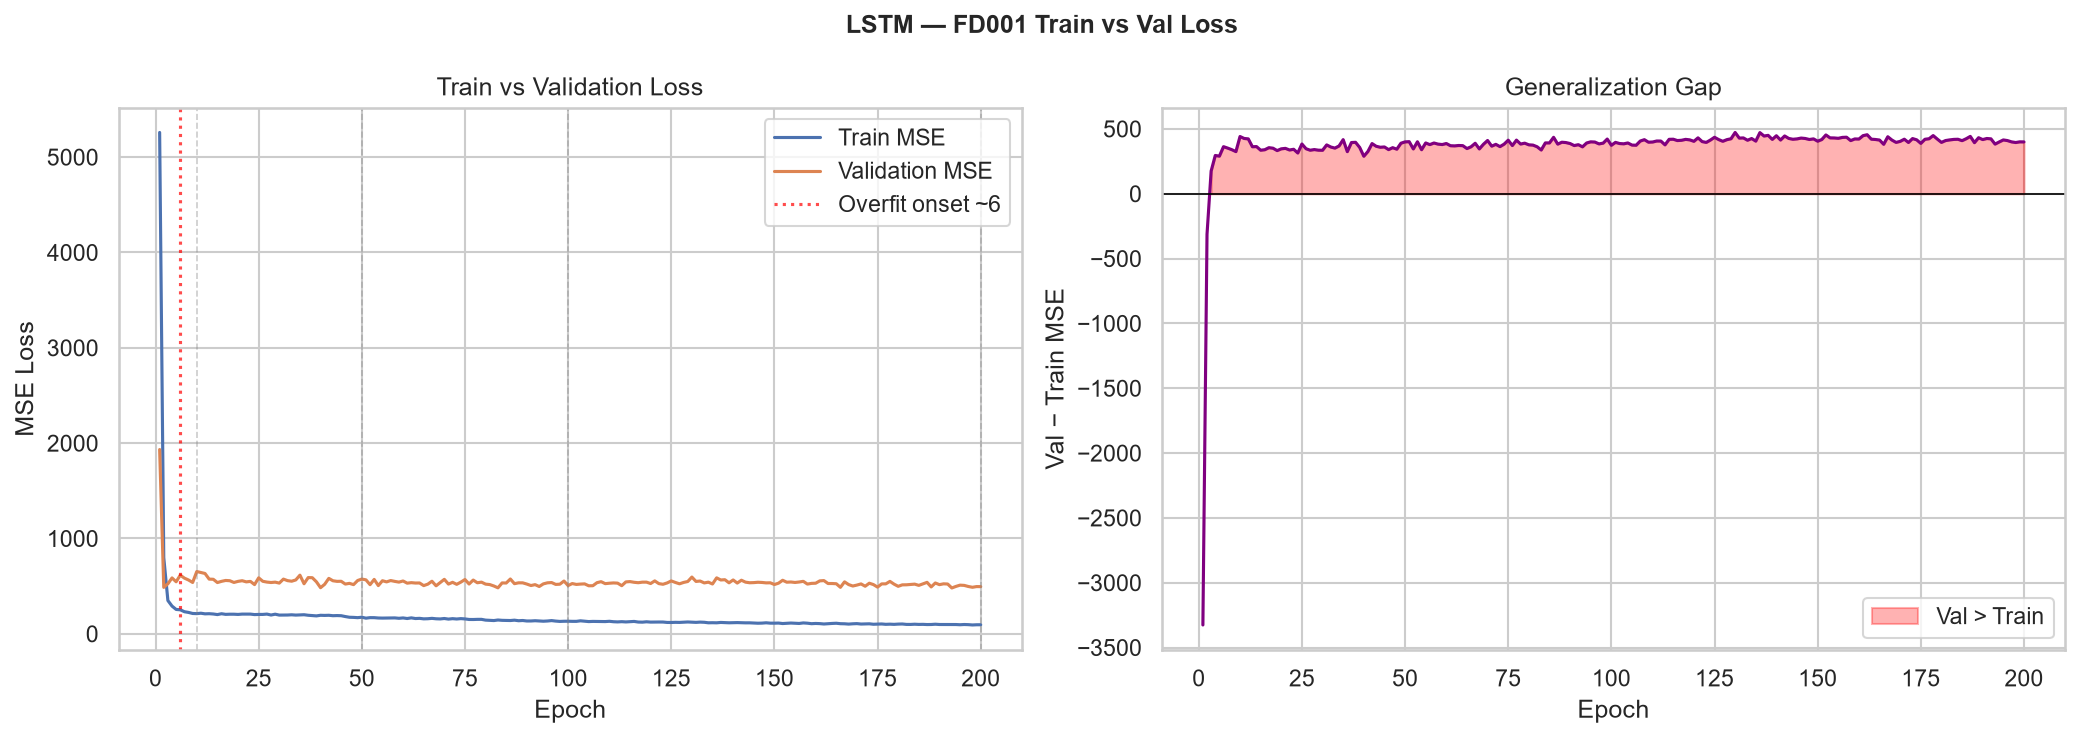 LSTM — FD001 Train vs Val Loss
Train vs Validation Loss
MSE Loss
5000
4000
3000
2000
1000
0
Train MSE
Validation MSE
Overfit onset ~6
0 25 50 75 100 125 150 175 200
Epoch
Generalization Gap
Val − Train MSE
500
0
−500
−1000
−1500
−2000
−2500
−3000
−3500
Val > Train
0 25 50 75 100 125 150 175 200
Epoch